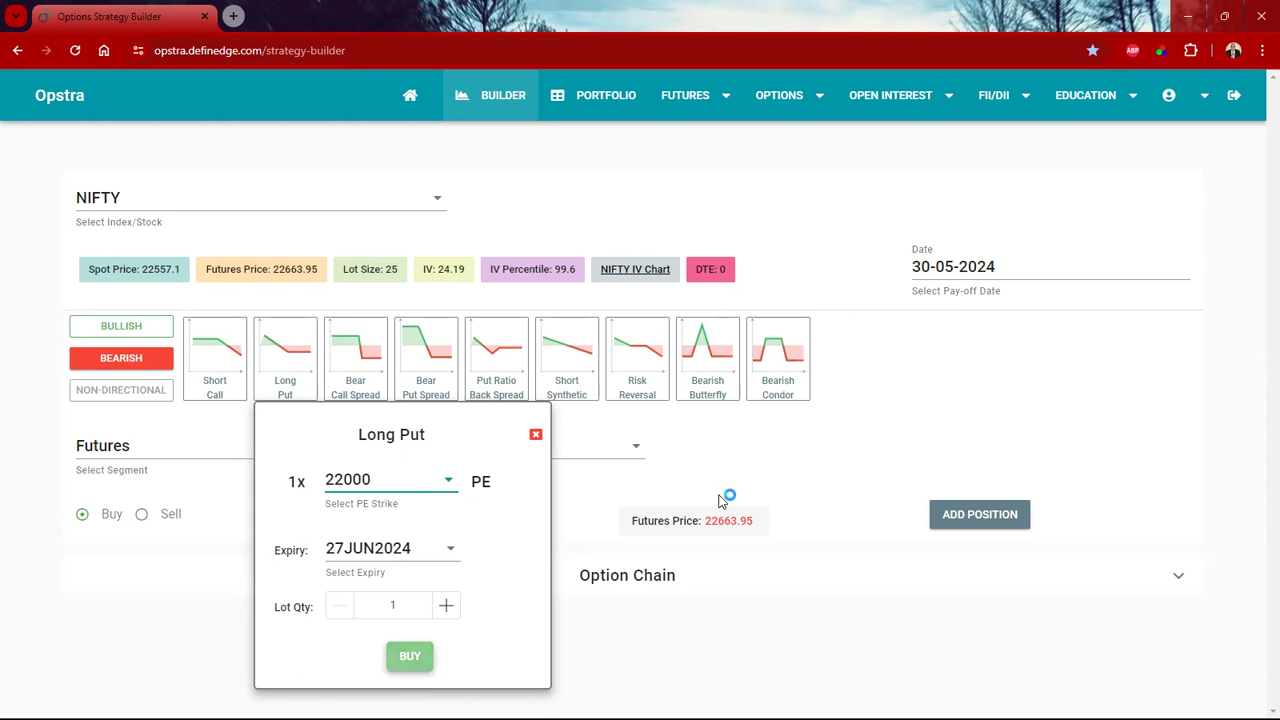 Options Strategy Builder
opstra.definedge.com/strategy-builder
ABP
Opstra
BUILDER
PORTFOLIO
FUTURES
OPTIONS
OPEN INTEREST
FII/DII
EDUCATION
NIFTY
Select Index/Stock
Spot Price: 22557.1
Futures Price: 22663.95
Lot Size: 25
IV: 24.19
IV Percentile: 99.6
NIFTY IV Chart
DTE: 0
Date
30-05-2024
Select Pay-off Date
BULLISH
BEARISH
NON-DIRECTIONAL
Short
Call
Long
Put
Bear
Call Spread
Bear
Put Spread
Put Ratio
Back Spread
Short
Synthetic
Risk
Reversal
Bearish
Butterfly
Bearish
Condor
Futures
Select Segment
Buy
Sell
Long Put
1x
22000
PE
Select PE Strike
Expiry:
27JUN2024
Select Expiry
Lot Qty:
1
BUY
Futures Price: 22663.95
ADD POSITION
Option Chain